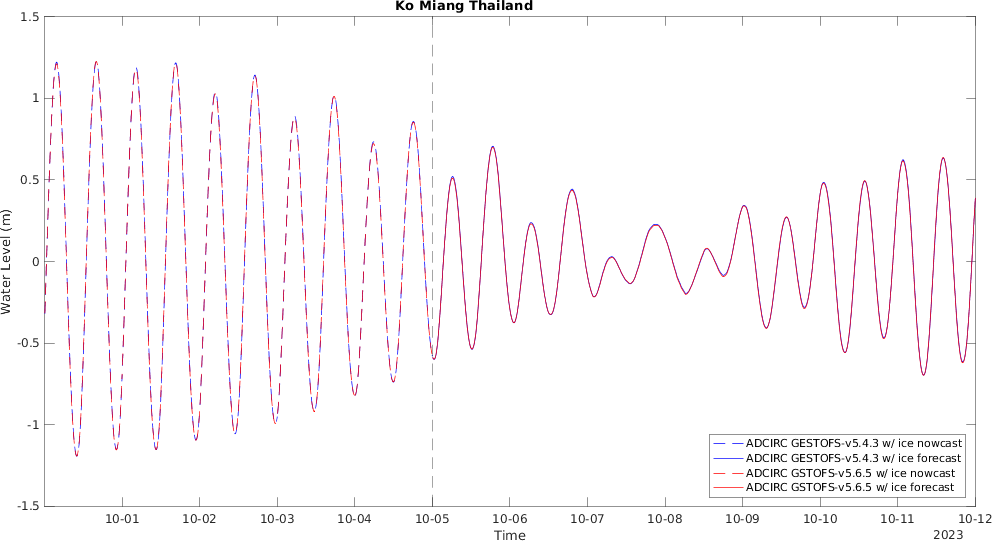 Ko Miang Thailand
1.5
1
0.5
0
-0.5
-1
-1.5
Water Level (m)
10-01 10-02 10-03 10-04 10-05 10-06 10-07 10-08 10-09 10-10 10-11 10-12
Time
2023
ADCIRC GESTOFS-v5.4.3 w/ ice nowcast
ADCIRC GESTOFS-v5.4.3 w/ ice forecast
ADCIRC GSTOFS-v5.6.5 w/ ice nowcast
ADCIRC GSTOFS-v5.6.5 w/ ice forecast